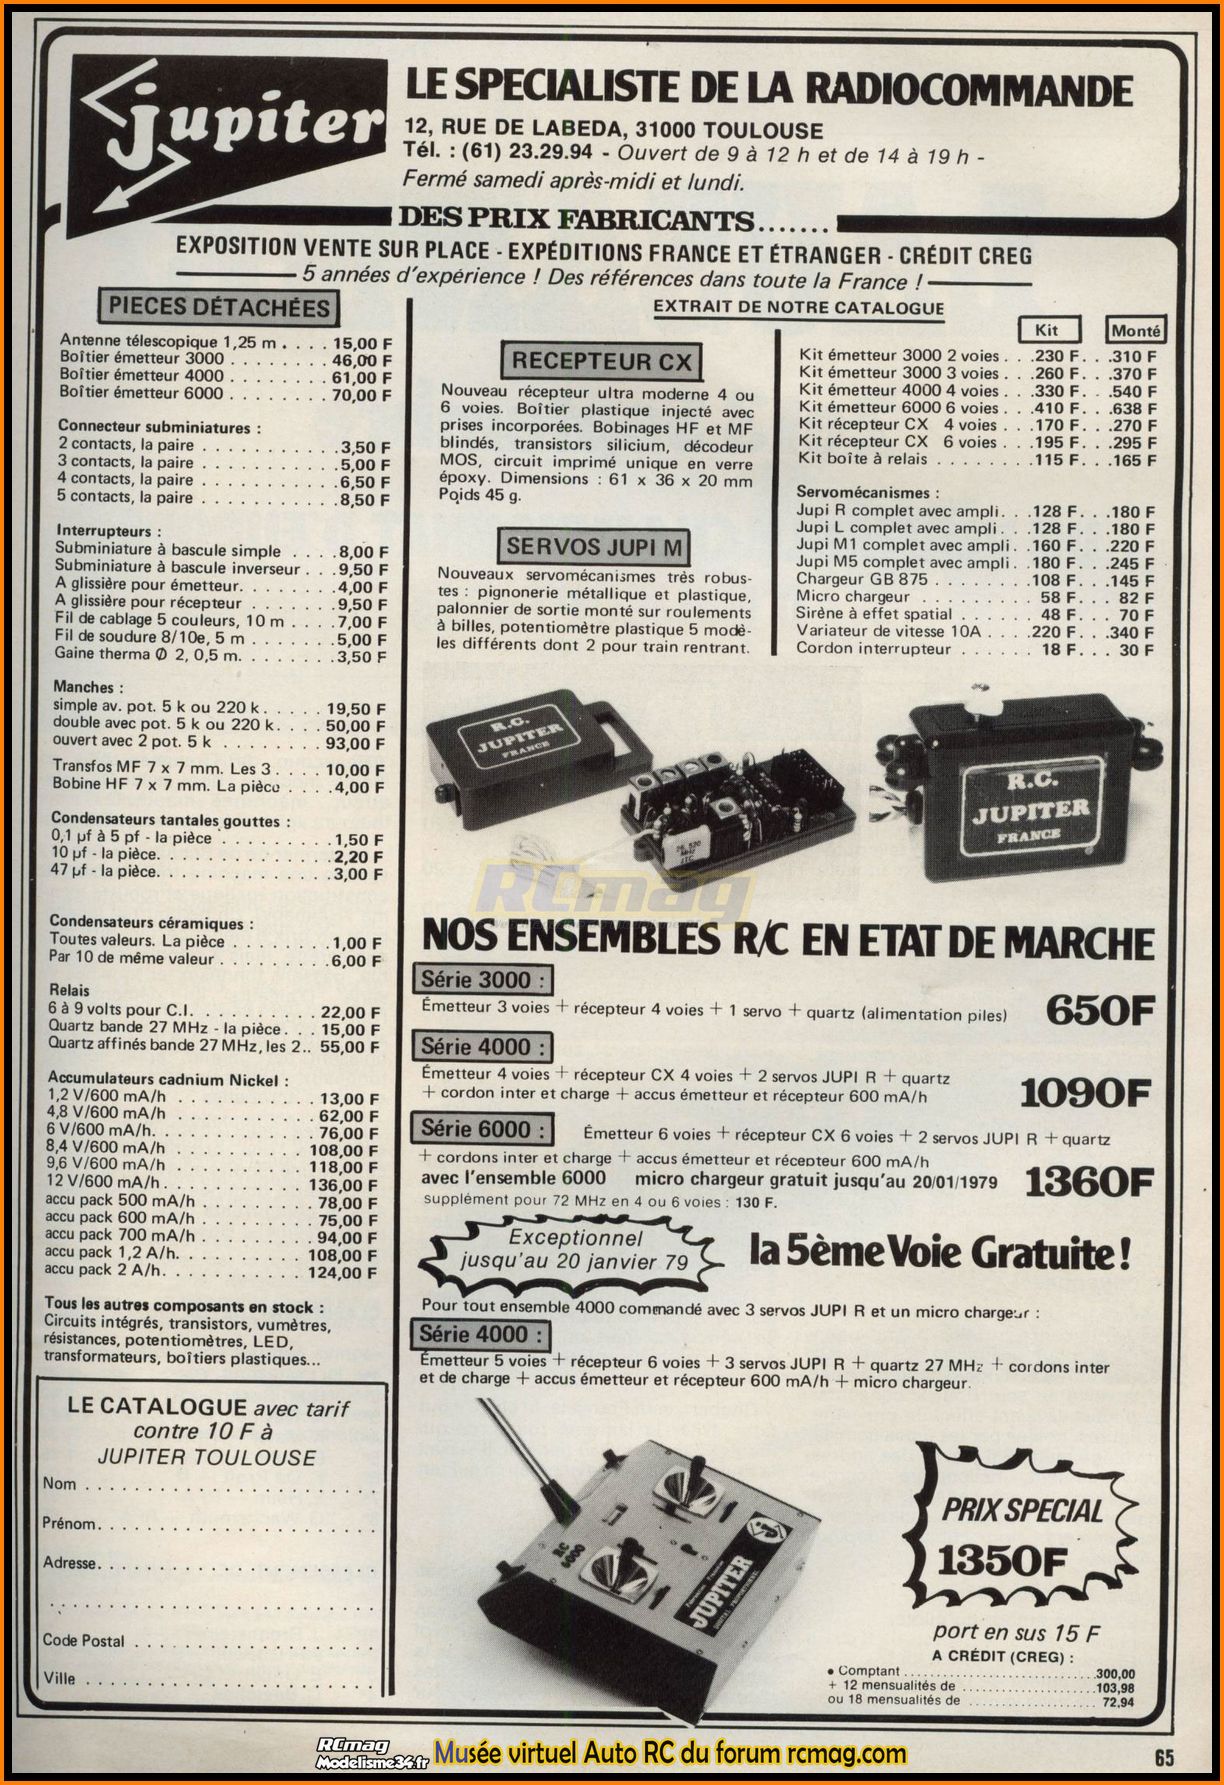 jupiter
LE SPECIALISTE DE LA RADIOCOMMANDE
12, RUE DE LABEDA, 31000 TOULOUSE
Tél. : (61) 23.29.94 - Ouvert de 9 à 12 h et de 14 à 19 h -
Fermé samedi après-midi et lundi.
DES PRIX FABRICANTS.......
EXPOSITION VENTE SUR PLACE - EXPÉDITIONS FRANCE ET ÉTRANGER - CRÉDIT CREG
5 années d'expérience ! Des références dans toute la France !
PIECES DÉTACHÉES
Antenne télescopique 1,25 m . . . . 15,00 F
Boîtier émetteur 3000 . . . . . . . . 46,00 F
Boîtier émetteur 4000 . . . . . . . . 61,00 F
Boîtier émetteur 6000 . . . . . . . . 70,00 F
Connecteur subminiatures :
2 contacts, la paire . . . . . . . . . . .3,50 F
3 contacts, la paire . . . . . . . . . . .5,00 F
4 contacts, la paire . . . . . . . . . . .6,50 F
5 contacts, la paire . . . . . . . . . . .8,50 F
Interrupteurs :
Subminiature à bascule simple . . . .8,00 F
Subminiature à bascule inverseur . . .9,50 F
A glissière pour émetteur. . . . . . . .4,00 F
A glissière pour récepteur . . . . . . .9,50 F
Fil de cablage 5 couleurs, 10 m . . . .7,00 F
Fil de soudure 8/10e, 5 m . . . . . . .5,00 F
Gaine therma Ø 2, 0,5 m. . . . . . . .3,50 F
Manches :
simple av. pot. 5 k ou 220 k. . . . . 19,50 F
double avec pot. 5 k ou 220 k. . . . 50,00 F
ouvert avec 2 pot. 5 k . . . . . . . . 93,00 F
Transfos MF 7 x 7 mm. Les 3 . . . . 10,00 F
Bobine HF 7 x 7 mm. La pièce . . . .4,00 F
Condensateurs tantales gouttes :
0,1 µf à 5 pf - la pièce . . . . . . . . .1,50 F
10 µf - la pièce. . . . . . . . . . . . . .2,20 F
47 µf - la pièce. . . . . . . . . . . . . .3,00 F
Condensateurs céramiques :
Toutes valeurs. La pièce . . . . . . . .1,00 F
Par 10 de même valeur . . . . . . . . .6,00 F
Relais
6 à 9 volts pour C.I. . . . . . . . . . 22,00 F
Quartz bande 27 MHz - la pièce. . . 15,00 F
Quartz affinés bande 27 MHz, les 2.. 55,00 F
Accumulateurs cadnium Nickel :
1,2 V/600 mA/h . . . . . . . . . . . 13,00 F
4,8 V/600 mA/h . . . . . . . . . . . 62,00 F
6 V/600 mA/h. . . . . . . . . . . . . 76,00 F
8,4 V/600 mA/h . . . . . . . . . . 108,00 F
9,6 V/600 mA/h . . . . . . . . . . 118,00 F
12 V/600 mA/h. . . . . . . . . . . 136,00 F
accu pack 500 mA/h . . . . . . . . . 78,00 F
accu pack 600 mA/h . . . . . . . . . 75,00 F
accu pack 700 mA/h . . . . . . . . . 94,00 F
accu pack 1,2 A/h. . . . . . . . . . 108,00 F
accu pack 2 A/h. . . . . . . . . . . 124,00 F
Tous les autres composants en stock :
Circuits intégrés, transistors, vumètres,
résistances, potentiomètres, LED,
transformateurs, boîtiers plastiques...
LE CATALOGUE avec tarif
contre 10 F à
JUPITER TOULOUSE
Nom
Prénom
Adresse
Code Postal
Ville
EXTRAIT DE NOTRE CATALOGUE
RECEPTEUR CX
Nouveau récepteur ultra moderne 4 ou
6 voies. Boîtier plastique injecté avec
prises incorporées. Bobinages HF et MF
blindés, transistors silicium, décodeur
MOS, circuit imprimé unique en verre
époxy. Dimensions : 61 x 36 x 20 mm
Poids 45 g.
SERVOS JUPI M
Nouveaux servomécanismes très robus-
tes : pignonerie métallique et plastique,
palonnier de sortie monté sur roulements
à billes, potentiomètre plastique 5 modè-
les différents dont 2 pour train rentrant.
Kit Monté
Kit émetteur 3000 2 voies . . .230 F. . .310 F
Kit émetteur 3000 3 voies . . .260 F. . .370 F
Kit émetteur 4000 4 voies . . .330 F. . .540 F
Kit émetteur 6000 6 voies . . .410 F. . .638 F
Kit récepteur CX 4 voies . . .170 F. . .270 F
Kit récepteur CX 6 voies . . .195 F. . .295 F
Kit boîte à relais . . . . . . . .115 F. . .165 F
Servomécanismes :
Jupi R complet avec ampli. . .128 F. . .180 F
Jupi L complet avec ampli . . .128 F. . .180 F
Jupi M1 complet avec ampli. .160 F. . .220 F
Jupi M5 complet avec ampli. .180 F. . .245 F
Chargeur GB 875 . . . . . . . .108 F. . .145 F
Micro chargeur . . . . . . . . . 58 F. . . 82 F
Sirène à effet spatial . . . . . . 48 F. . . 70 F
Variateur de vitesse 10A . . . .220 F. . .340 F
Cordon interrupteur . . . . . . 18 F. . . 30 F
R.C.
JUPITER
FRANCE
26,520
MHz
R.C.
JUPITER
FRANCE
RCmag
NOS ENSEMBLES R/C EN ETAT DE MARCHE
Série 3000 :
Émetteur 3 voies + récepteur 4 voies + 1 servo + quartz (alimentation piles) 650F
Série 4000 :
Émetteur 4 voies + récepteur CX 4 voies + 2 servos JUPI R + quartz
+ cordon inter et charge + accus émetteur et récepteur 600 mA/h 1090F
Série 6000 : Émetteur 6 voies + récepteur CX 6 voies + 2 servos JUPI R + quartz
+ cordons inter et charge + accus émetteur et récepteur 600 mA/h
avec l'ensemble 6000 micro chargeur gratuit jusqu'au 20/01/1979 1360F
supplément pour 72 MHz en 4 ou 6 voies : 130 F.
Exceptionnel
jusqu'au 20 janvier 79
la 5ème Voie Gratuite !
Pour tout ensemble 4000 commandé avec 3 servos JUPI R et un micro chargeur :
Série 4000 :
Émetteur 5 voies + récepteur 6 voies + 3 servos JUPI R + quartz 27 MHz + cordons inter
et de charge + accus émetteur et récepteur 600 mA/h + micro chargeur.
RC 6000
JUPITER
PRIX SPECIAL
1350F
port en sus 15 F
A CRÉDIT (CREG) :
• Comptant ........ 300,00
+ 12 mensualités de ........ 103,98
ou 18 mensualités de ........ 72,94
RCmag
Modelisme34.fr
Musée virtuel Auto RC du forum rcmag.com
65